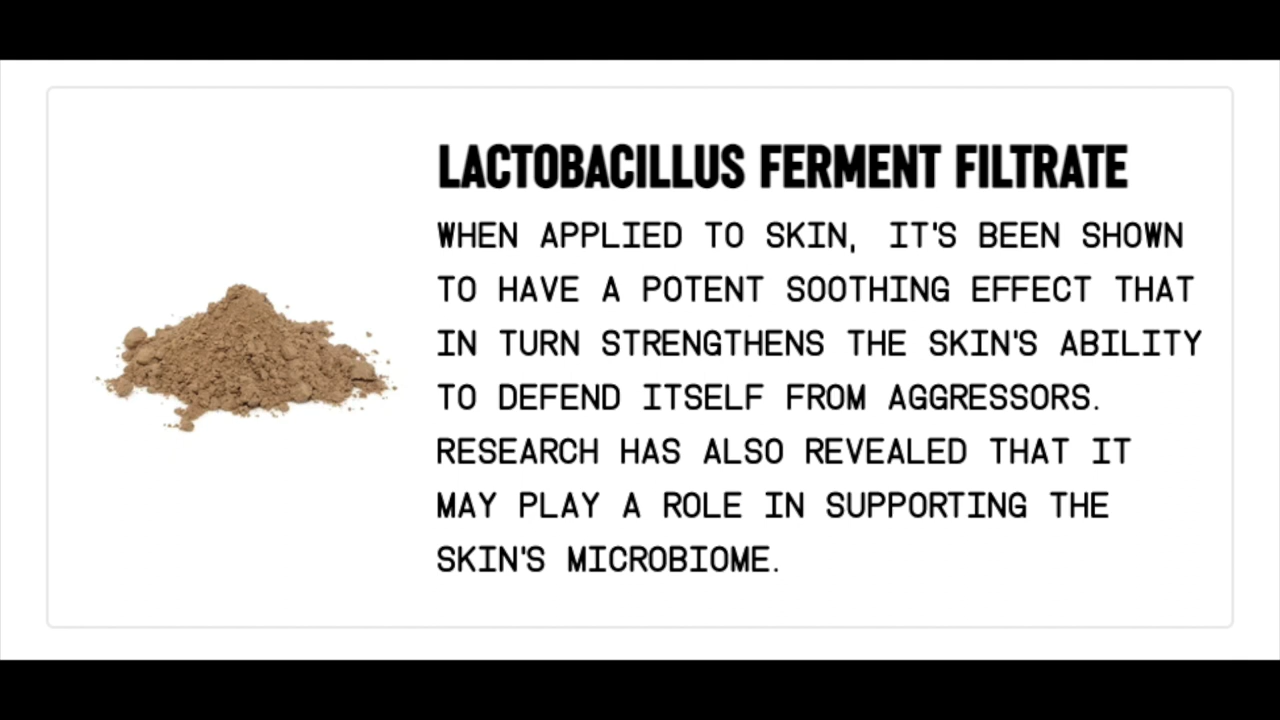 LACTOBACILLUS FERMENT FILTRATE
WHEN APPLIED TO SKIN, IT'S BEEN SHOWN
TO HAVE A POTENT SOOTHING EFFECT THAT
IN TURN STRENGTHENS THE SKIN'S ABILITY
TO DEFEND ITSELF FROM AGGRESSORS.
RESEARCH HAS ALSO REVEALED THAT IT
MAY PLAY A ROLE IN SUPPORTING THE
SKIN'S MICROBIOME.